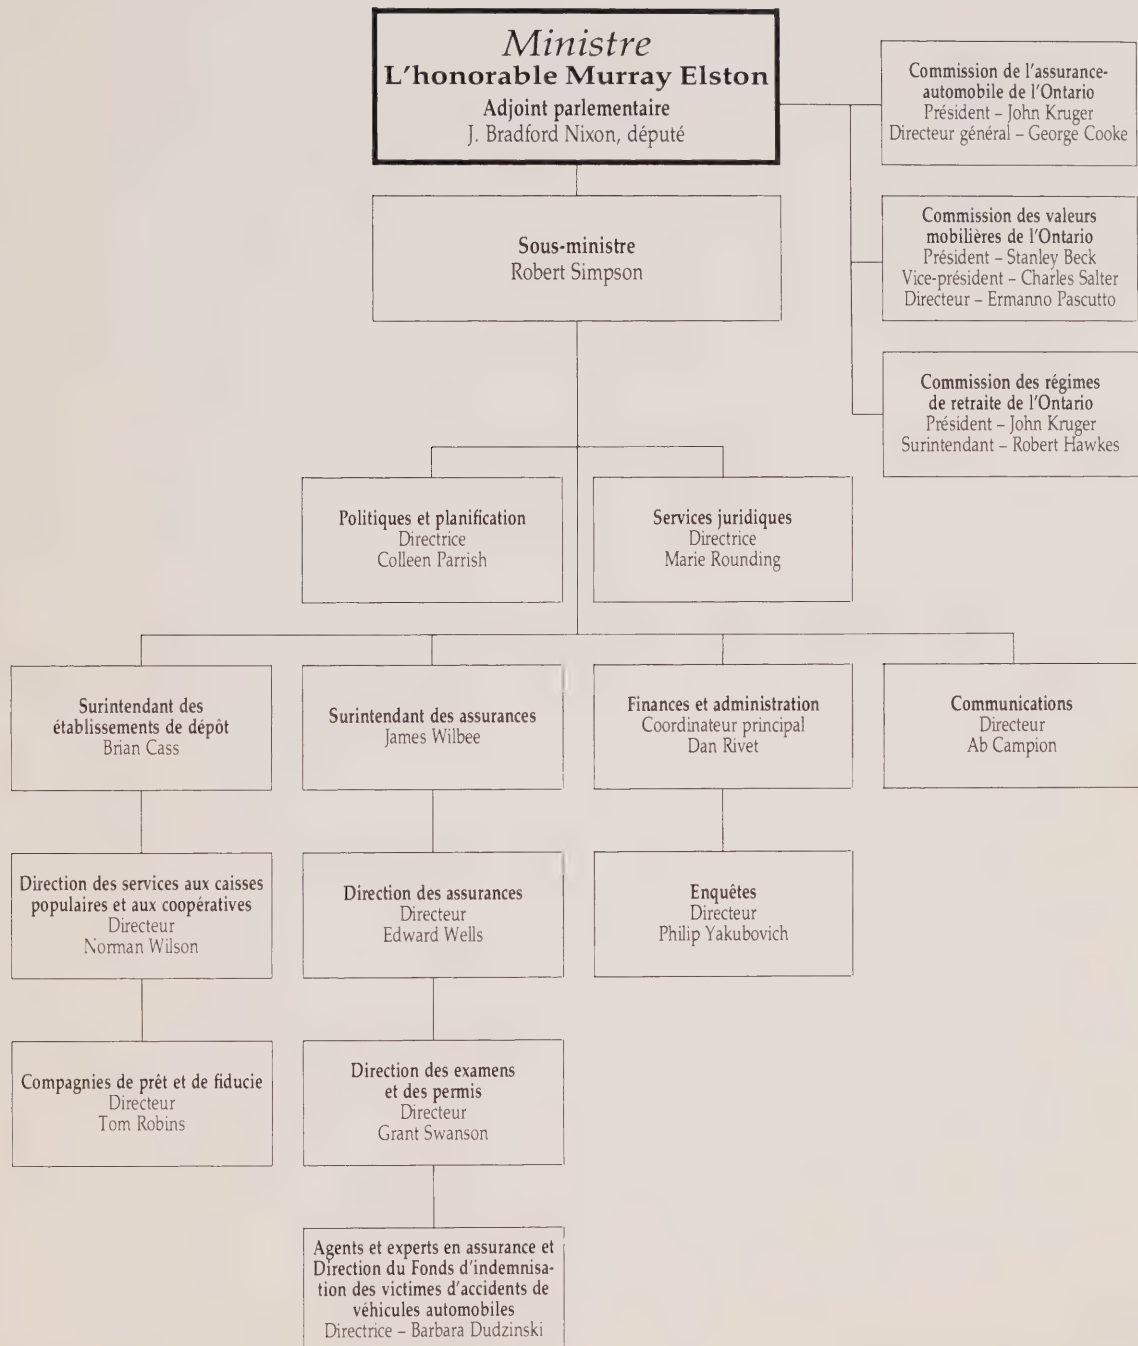 Ministre
L'honorable Murray Elston
Adjoint parlementaire
J. Bradford Nixon, député
Commission de l'assurance-
automobile de l'Ontario
Président – John Kruger
Directeur général – George Cooke
Sous-ministre
Robert Simpson
Commission des valeurs
mobilières de l'Ontario
Président – Stanley Beck
Vice-président – Charles Salter
Directeur – Ermanno Pascutto
Commission des régimes
de retraite de l'Ontario
Président – John Kruger
Surintendant – Robert Hawkes
Politiques et planification
Directrice
Colleen Parrish
Services juridiques
Directrice
Marie Rounding
Surintendant des
établissements de dépôt
Brian Cass
Surintendant des assurances
James Wilbee
Finances et administration
Coordinateur principal
Dan Rivet
Communications
Directeur
Ab Campion
Direction des services aux caisses
populaires et aux coopératives
Directeur
Norman Wilson
Direction des assurances
Directeur
Edward Wells
Enquêtes
Directeur
Philip Yakubovich
Compagnies de prêt et de fiducie
Directeur
Tom Robins
Direction des examens
et des permis
Directeur
Grant Swanson
Agents et experts en assurance et
Direction du Fonds d'indemnisa-
tion des victimes d'accidents de
véhicules automobiles
Directrice – Barbara Dudzinski